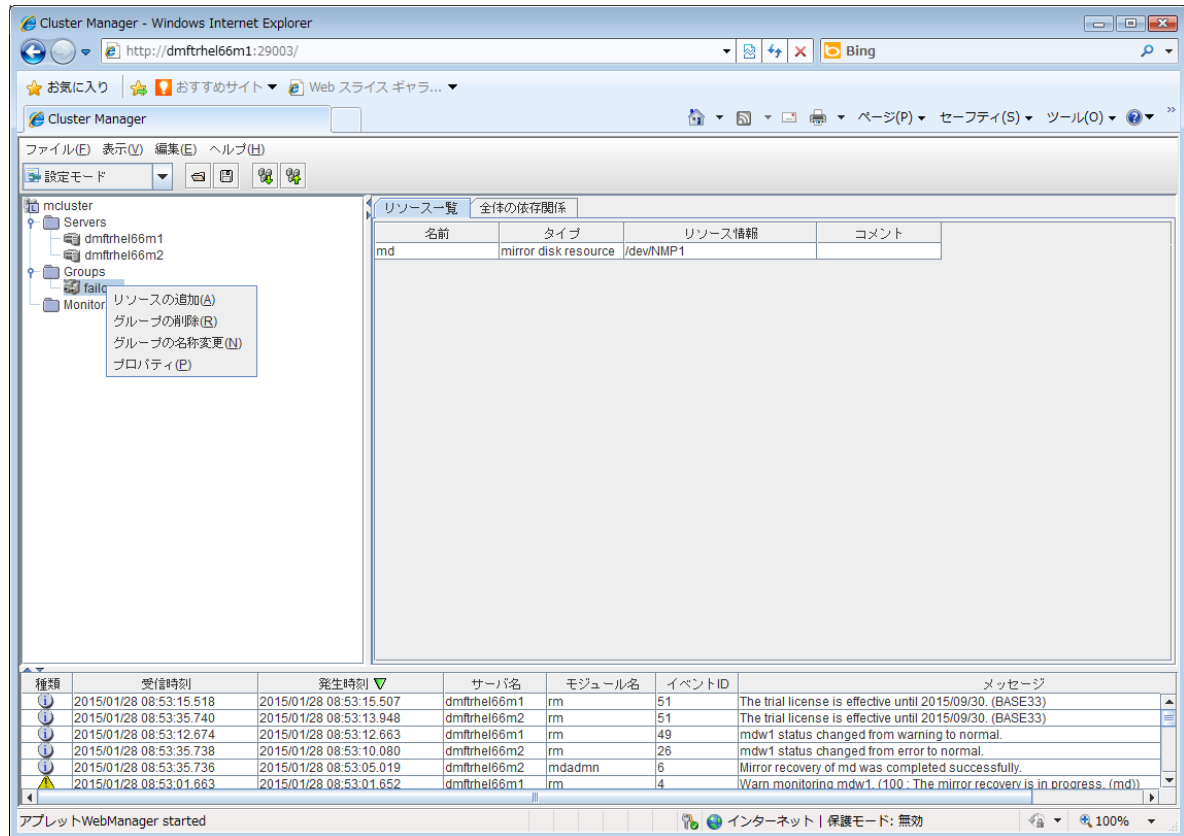 Cluster Manager - Windows Internet Explorer
http://dmftrhel66m1:29003/
Bing
お気に入り おすすめサイト Web スライス ギャラ...
Cluster Manager
ページ(P) セーフティ(S) ツール(O) »
ファイル(F) 表示(V) 編集(E) ヘルプ(H)
設定モード
mcluster
Servers
dmftrhel66m1
dmftrhel66m2
Groups
failo
Monitor
リソースの追加(A)
グループの削除(R)
グループの名称変更(N)
プロパティ(P)
リソース一覧 全体の依存関係
名前 タイプ リソース情報 コメント
md mirror disk resource /dev/NMP1
種類 受信時刻 発生時刻 サーバ名 モジュール名 イベントID メッセージ
2015/01/28 08:53:15.518 2015/01/28 08:53:15.507 dmftrhel66m1 rm 51 The trial license is effective until 2015/09/30. (BASE33)
2015/01/28 08:53:35.740 2015/01/28 08:53:13.948 dmftrhel66m2 rm 51 The trial license is effective until 2015/09/30. (BASE33)
2015/01/28 08:53:12.674 2015/01/28 08:53:12.663 dmftrhel66m1 rm 49 mdw1 status changed from warning to normal.
2015/01/28 08:53:35.738 2015/01/28 08:53:10.080 dmftrhel66m2 rm 26 mdw1 status changed from error to normal.
2015/01/28 08:53:35.736 2015/01/28 08:53:05.019 dmftrhel66m2 mdadmn 6 Mirror recovery of md was completed successfully.
2015/01/28 08:53:01.663 2015/01/28 08:53:01.652 dmftrhel66m1 rm 4 Warn monitoring mdw1. (100 : The mirror recovery is in progress. (md))
アプレットWebManager started
インターネット | 保護モード: 無効 100%